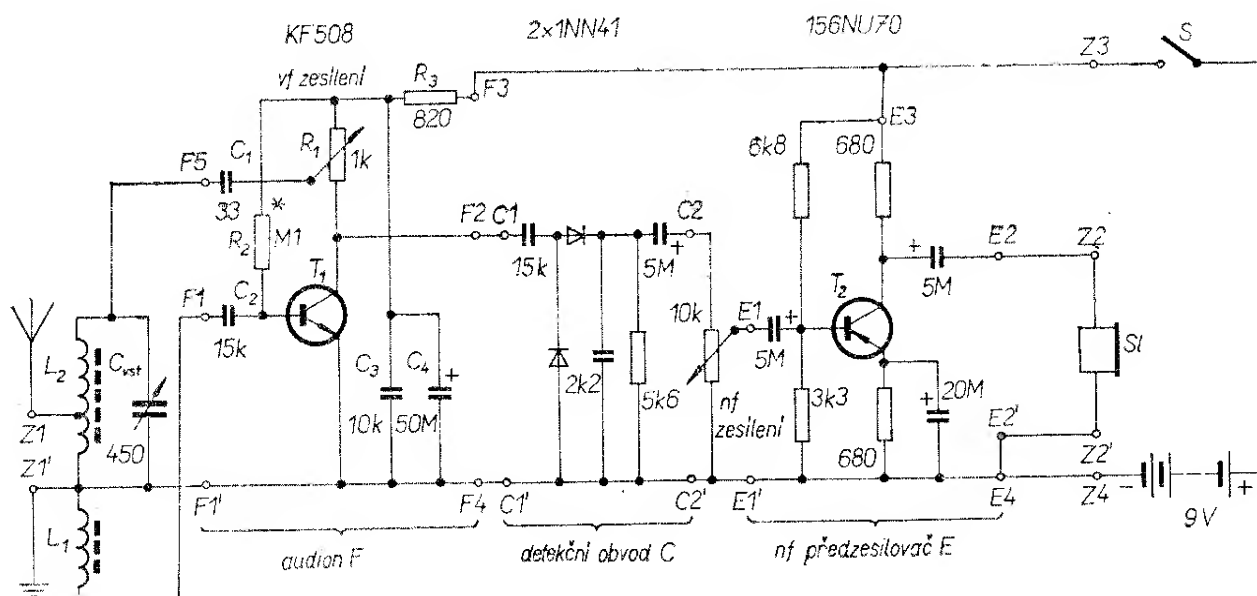 KF508
2x1NN41
156NU70
S
Z3
vf zesílení
R3
820
F3
E3
C1
R1
1k
F5
33
*
R2
M1
6k8
680
F2
C1
C2
15k
5M
+
E2
Z2
+
5M
F1
C2
15k
T1
10k
E1
5M
+
T2
Sl
L2
Cvst
C3
C4
+
10k
50M
2k2
5k6
nf
zesílení
3k3
20M
+
680
Z1
450
Z1'
E2'
Z2'
F1'
F4
C1'
C2'
E1'
E4
Z4
-
+
9V
L1
audion F
detekční obvod C
nf předzesilovač E